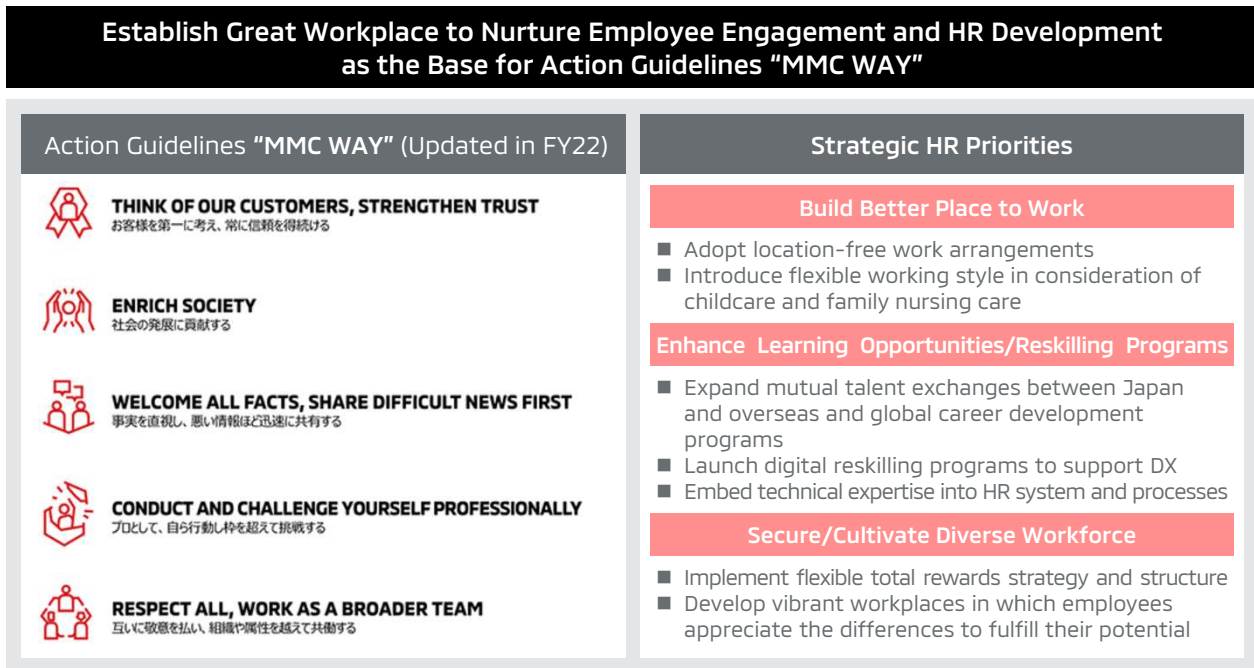 Establish Great Workplace to Nurture Employee Engagement and HR Development
as the Base for Action Guidelines “MMC WAY”
Action Guidelines “MMC WAY” (Updated in FY22)
THINK OF OUR CUSTOMERS, STRENGTHEN TRUST
お客様を第一に考え、常に信頼を得続ける
ENRICH SOCIETY
社会の発展に貢献する
WELCOME ALL FACTS, SHARE DIFFICULT NEWS FIRST
事実を直視し、悪い情報ほど迅速に共有する
CONDUCT AND CHALLENGE YOURSELF PROFESSIONALLY
プロとして、自ら行動し枠を超えて挑戦する
RESPECT ALL, WORK AS A BROADER TEAM
互いに敬意を払い、組織や属性を越えて共働する
Strategic HR Priorities
Build Better Place to Work
■ Adopt location-free work arrangements
■ Introduce flexible working style in consideration of
childcare and family nursing care
Enhance Learning Opportunities/Reskilling Programs
■ Expand mutual talent exchanges between Japan
and overseas and global career development
programs
■ Launch digital reskilling programs to support DX
■ Embed technical expertise into HR system and processes
Secure/Cultivate Diverse Workforce
■ Implement flexible total rewards strategy and structure
■ Develop vibrant workplaces in which employees
appreciate the differences to fulfill their potential